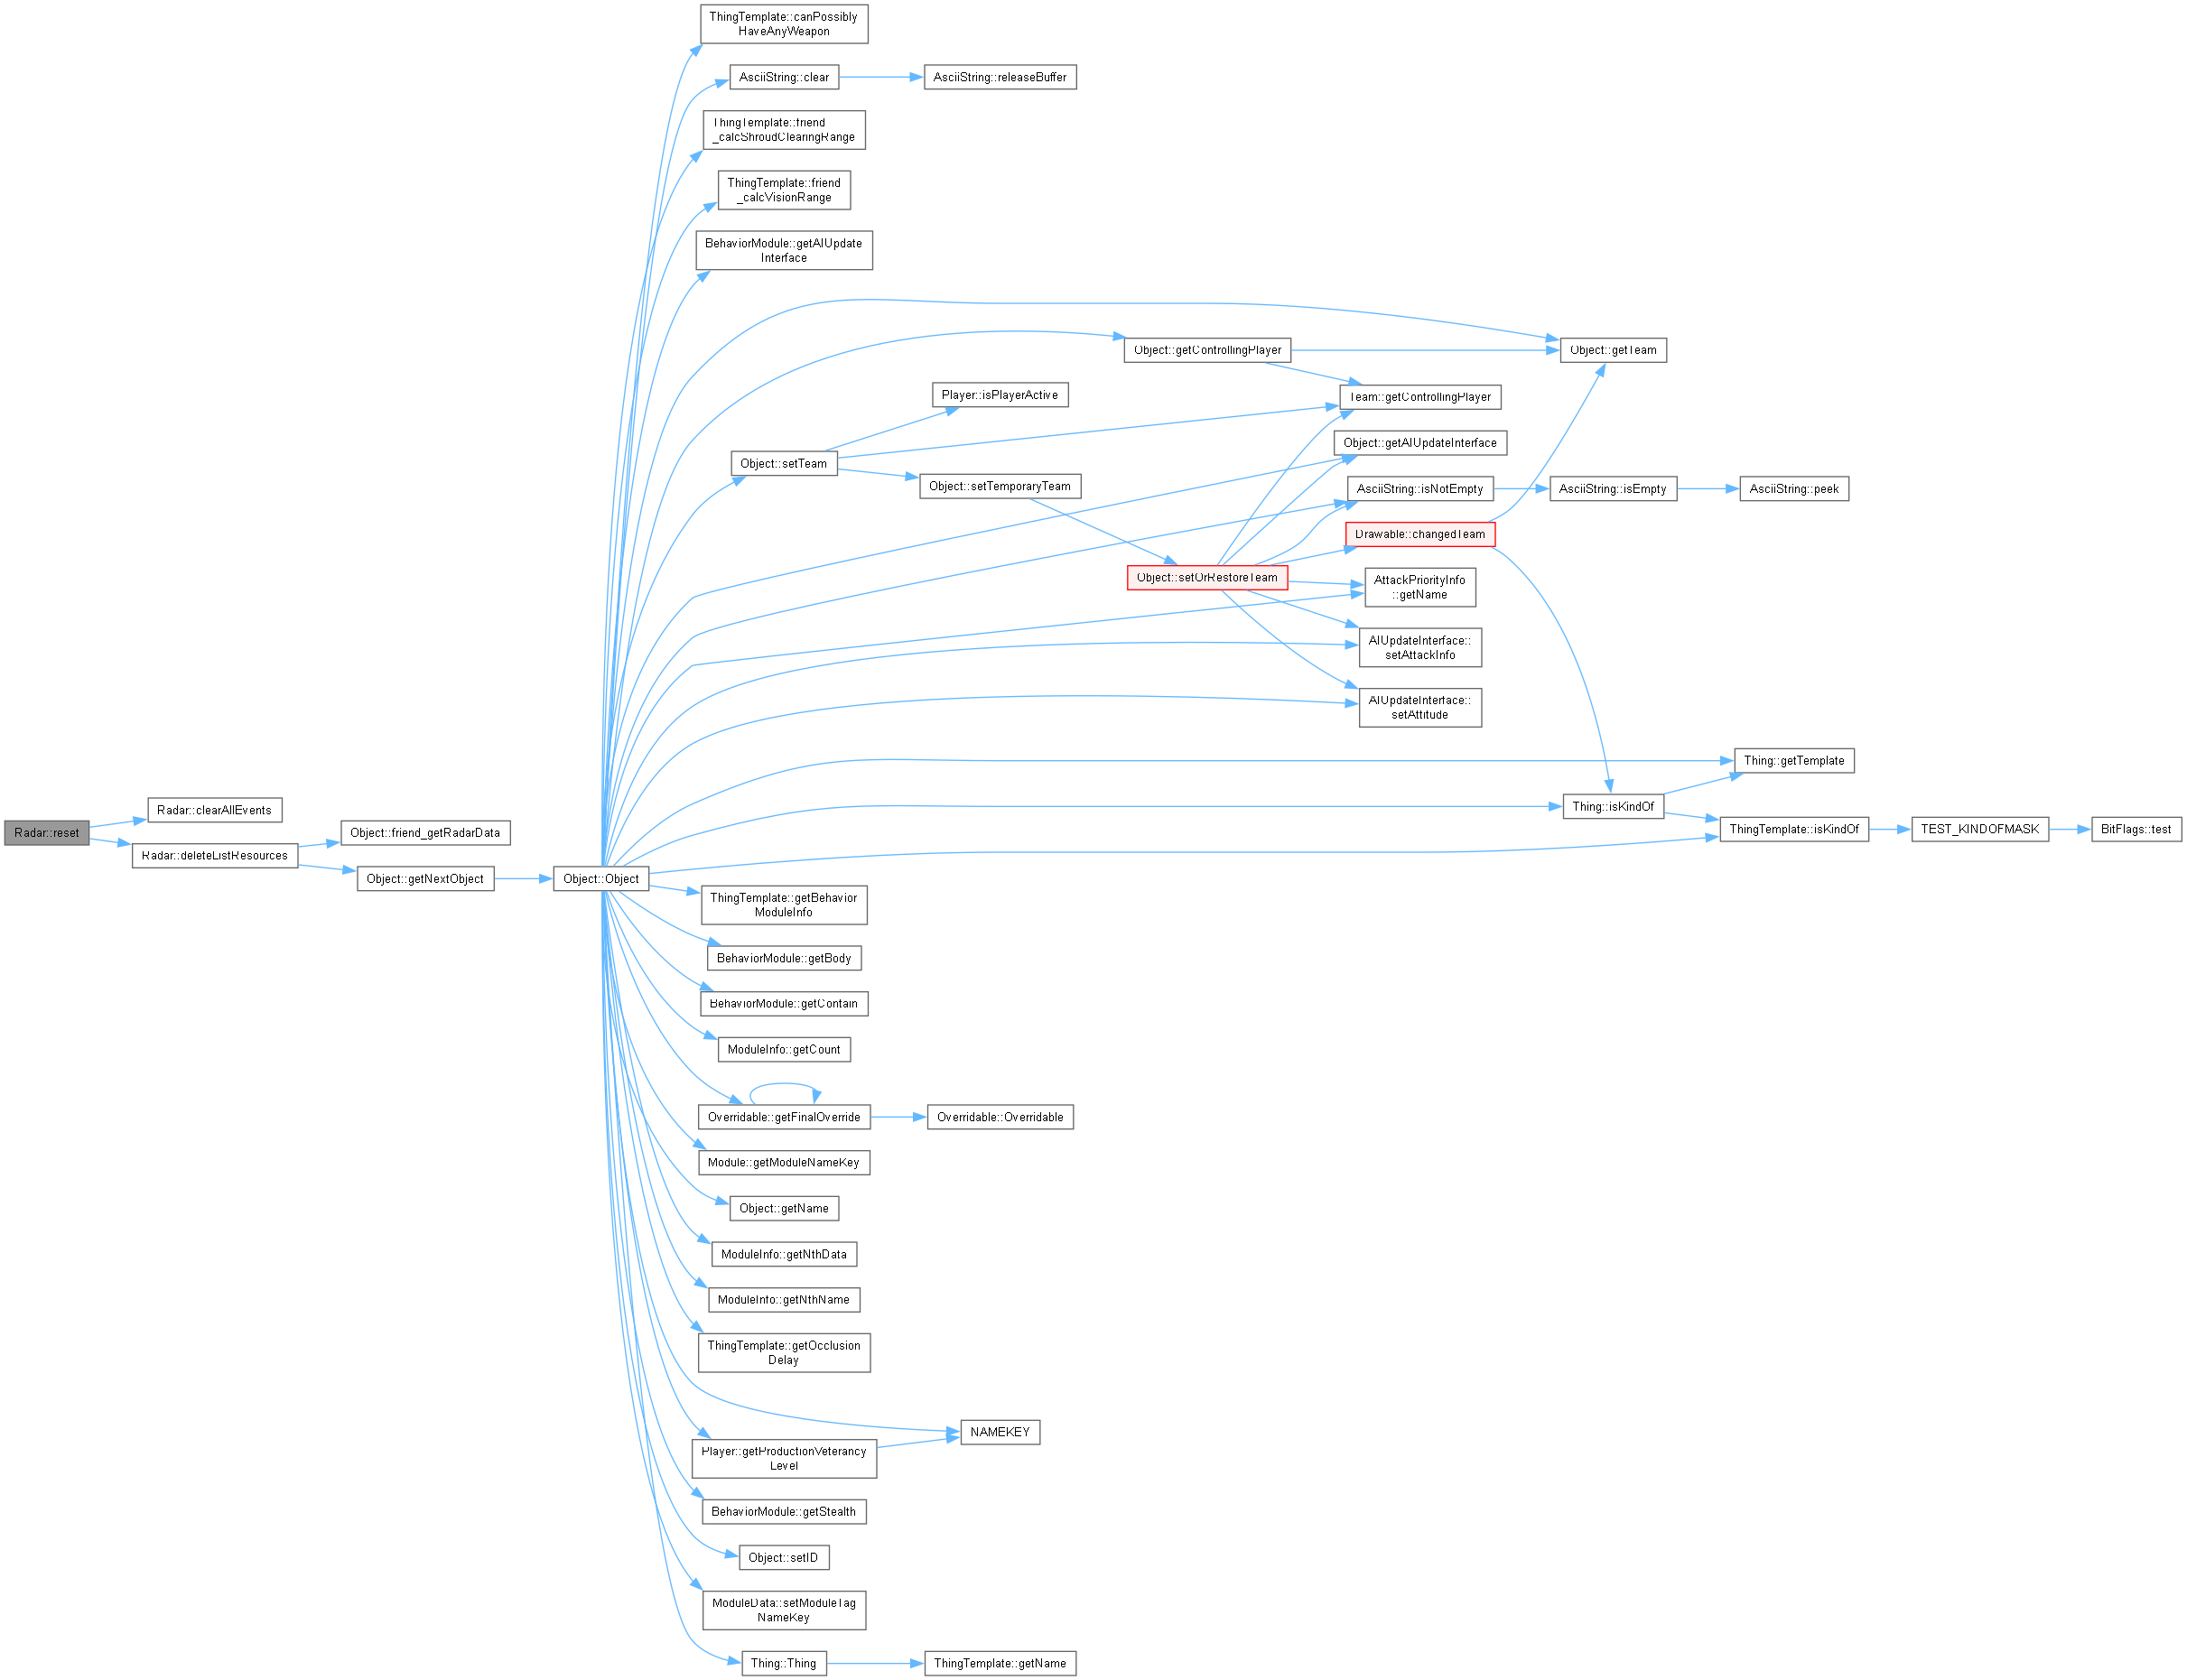 ThingTemplate::canPossibly
HaveAnyWeapon
AsciiString::clear
AsciiString::releaseBuffer
ThingTemplate::friend
_calcShroudClearingRange
ThingTemplate::friend
_calcVisionRange
BehaviorModule::getAIUpdate
Interface
Object::getControllingPlayer
Object::getTeam
Player::isPlayerActive
Team::getControllingPlayer
Object::getAIUpdateInterface
Object::setTeam
Object::setTemporaryTeam
AsciiString::isNotEmpty
AsciiString::isEmpty
AsciiString::peek
Drawable::changedTeam
Object::setOrRestoreTeam
AttackPriorityInfo
::getName
AIUpdateInterface::
setAttackInfo
AIUpdateInterface::
setAttitude
Thing::getTemplate
Radar::reset
Radar::clearAllEvents
Radar::deleteListResources
Object::friend_getRadarData
Object::getNextObject
Object::Object
Thing::isKindOf
ThingTemplate::isKindOf
TEST_KINDOFMASK
BitFlags::test
ThingTemplate::getBehavior
ModuleInfo
BehaviorModule::getBody
BehaviorModule::getContain
ModuleInfo::getCount
Overridable::getFinalOverride
Overridable::Overridable
Module::getModuleNameKey
Object::getName
ModuleInfo::getNthData
ModuleInfo::getNthName
ThingTemplate::getOcclusion
Delay
NAMEKEY
Player::getProductionVeterancy
Level
BehaviorModule::getStealth
Object::setID
ModuleData::setModuleTag
NameKey
Thing::Thing
ThingTemplate::getName